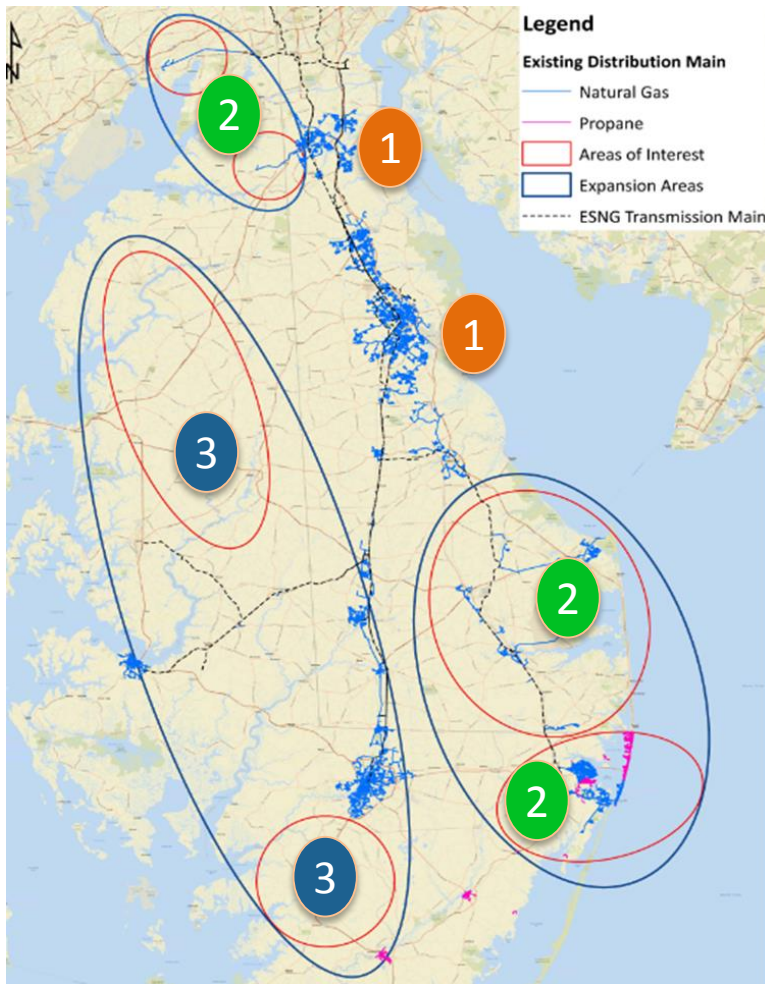 N
Legend
Existing Distribution Main
Natural Gas
Propane
Areas of Interest
Expansion Areas
ESNG Transmission Main
2
1
1
3
2
2
3